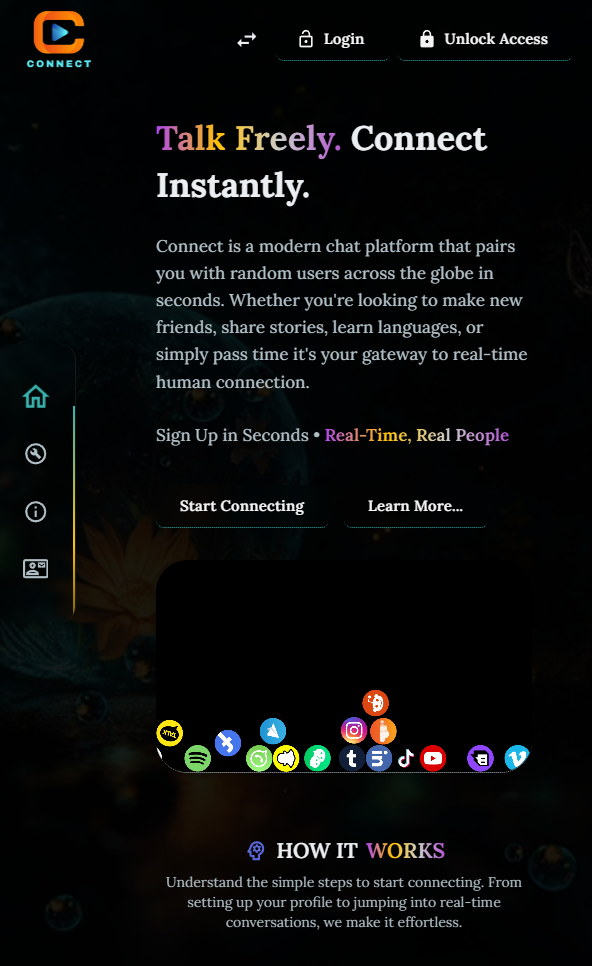 CONNECT
Login
Unlock Access
Talk Freely. Connect
Instantly.
Connect is a modern chat platform that pairs
you with random users across the globe in
seconds. Whether you're looking to make new
friends, share stories, learn languages, or
simply pass time it's your gateway to real-time
human connection.
Sign Up in Seconds • Real-Time, Real People
Start Connecting
Learn More...
HOW IT WORKS
Understand the simple steps to start connecting. From
setting up your profile to jumping into real-time
conversations, we make it effortless.